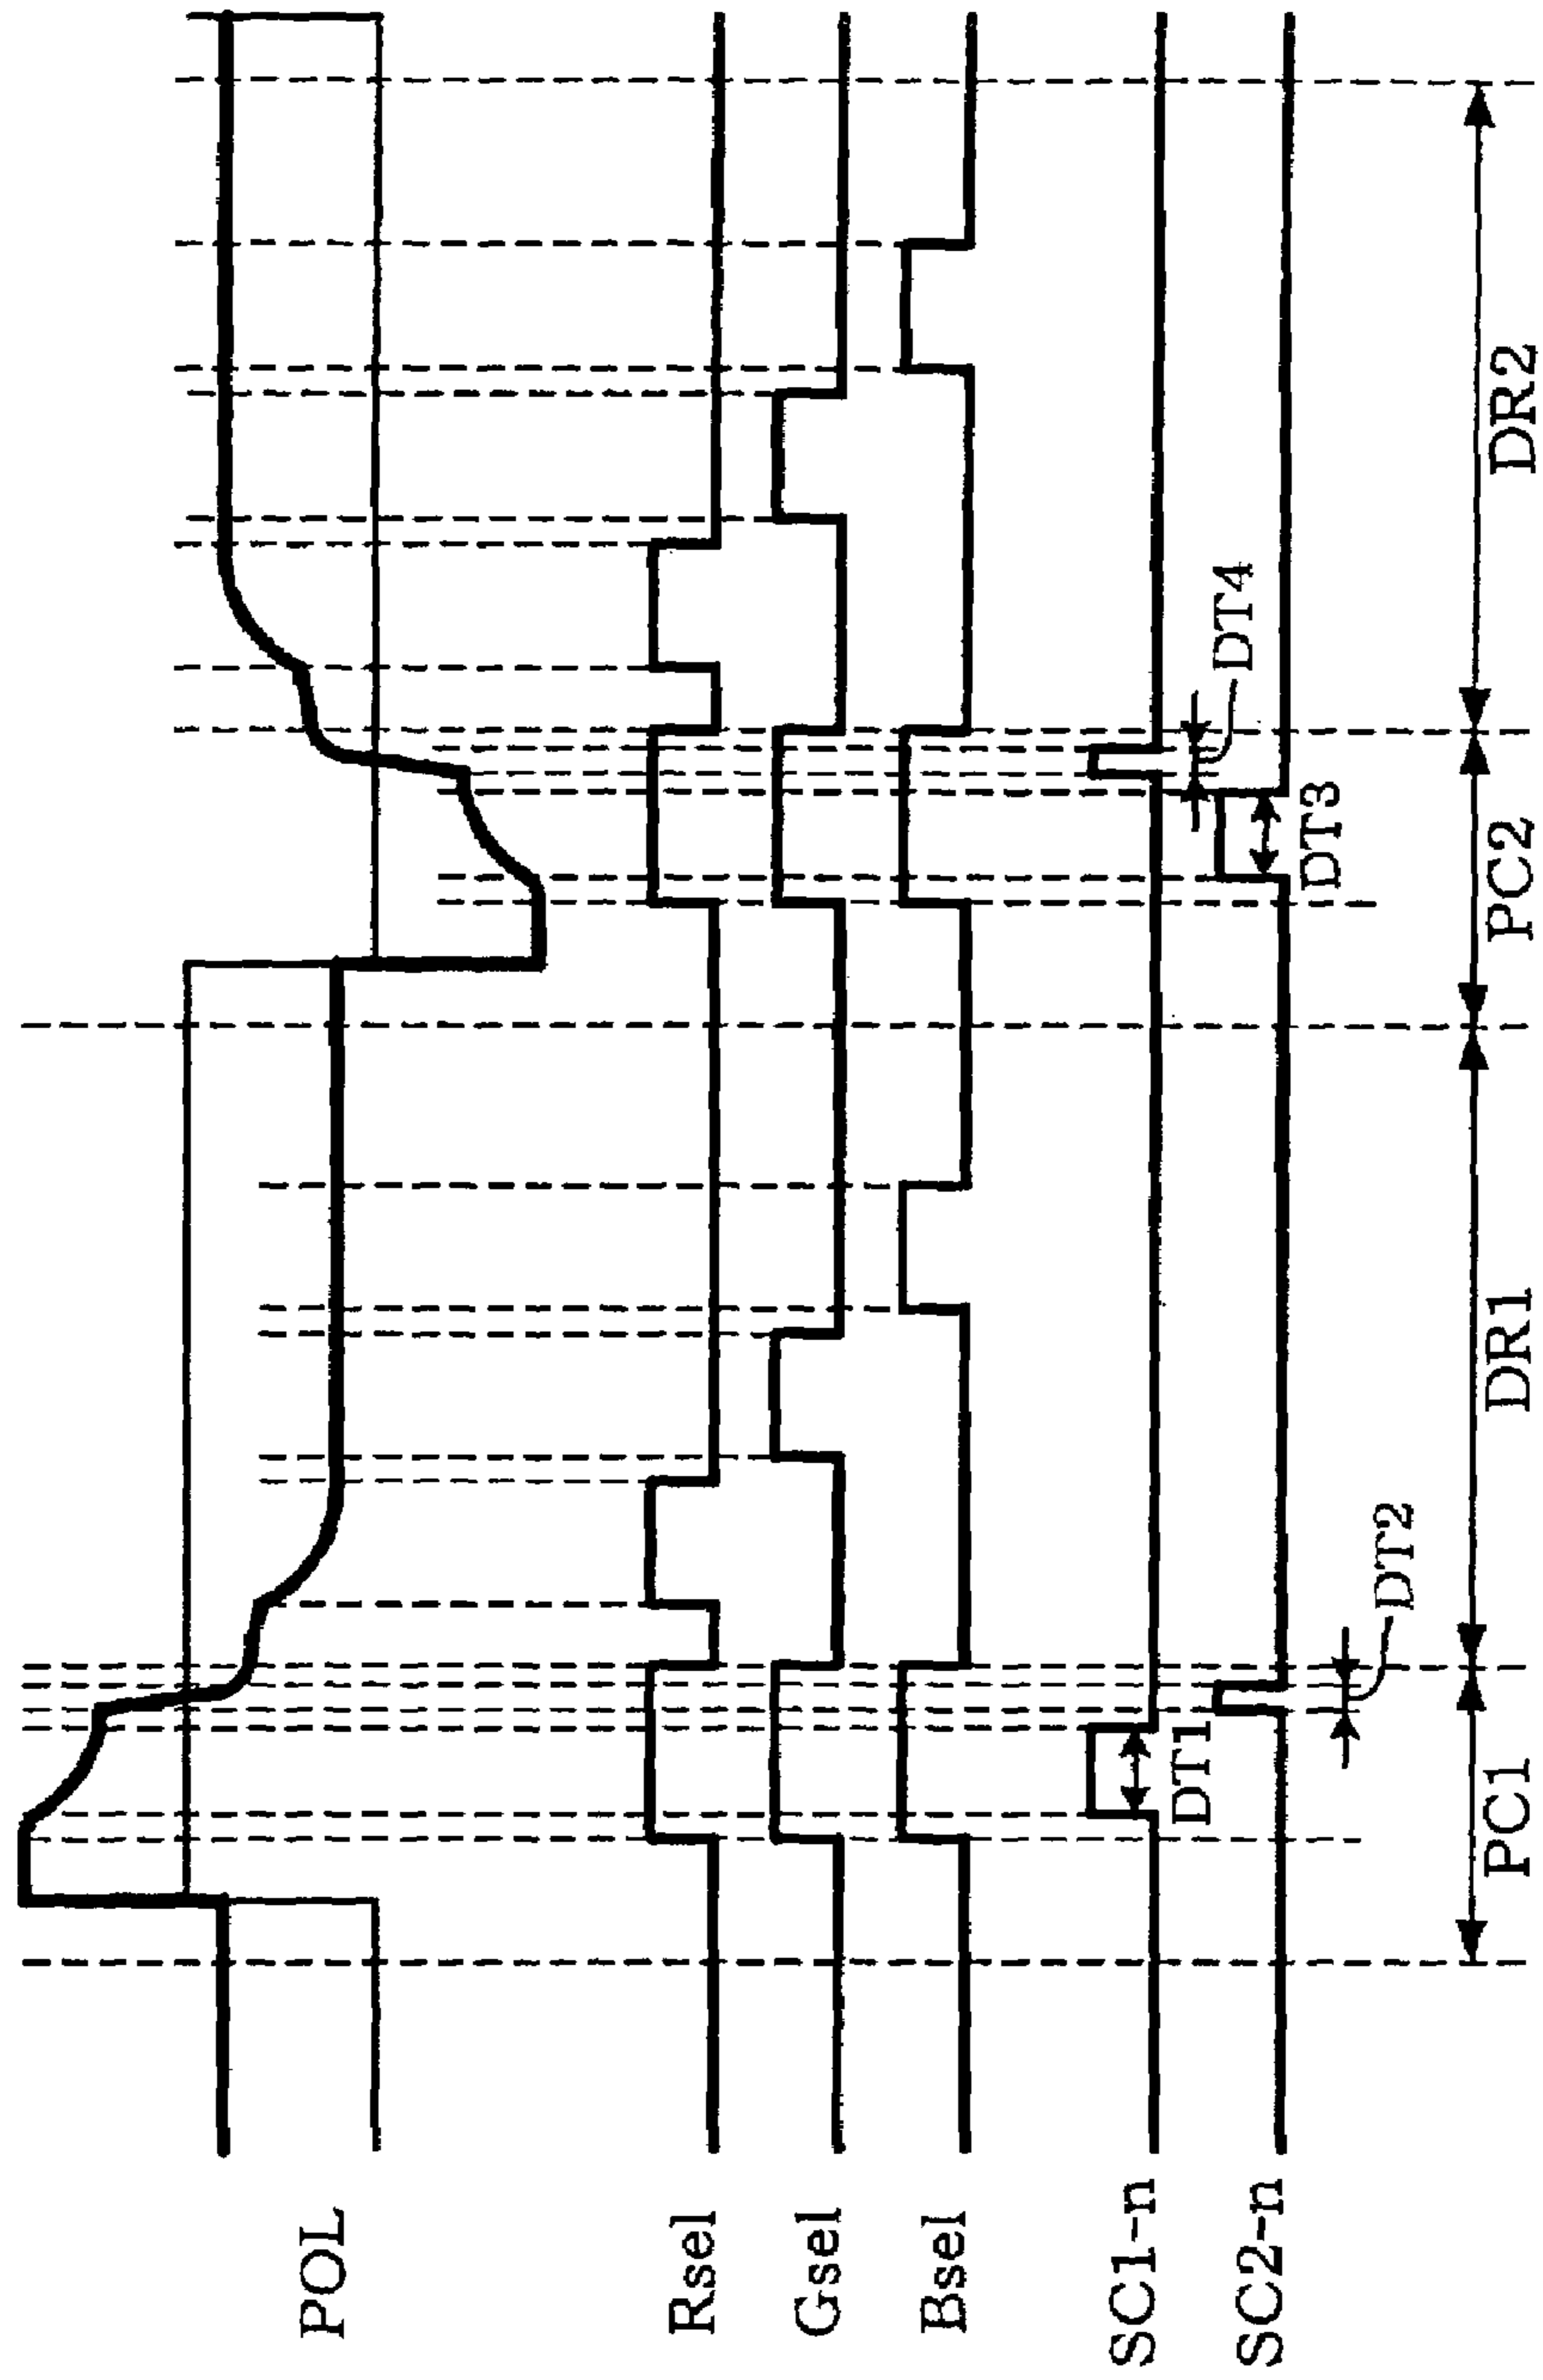 POL
Rsel
Gsel
Bsel
SC1-n
SC2-n
DT1
DT2
DT3
DT4
PC1
DR1
PC2
DR2